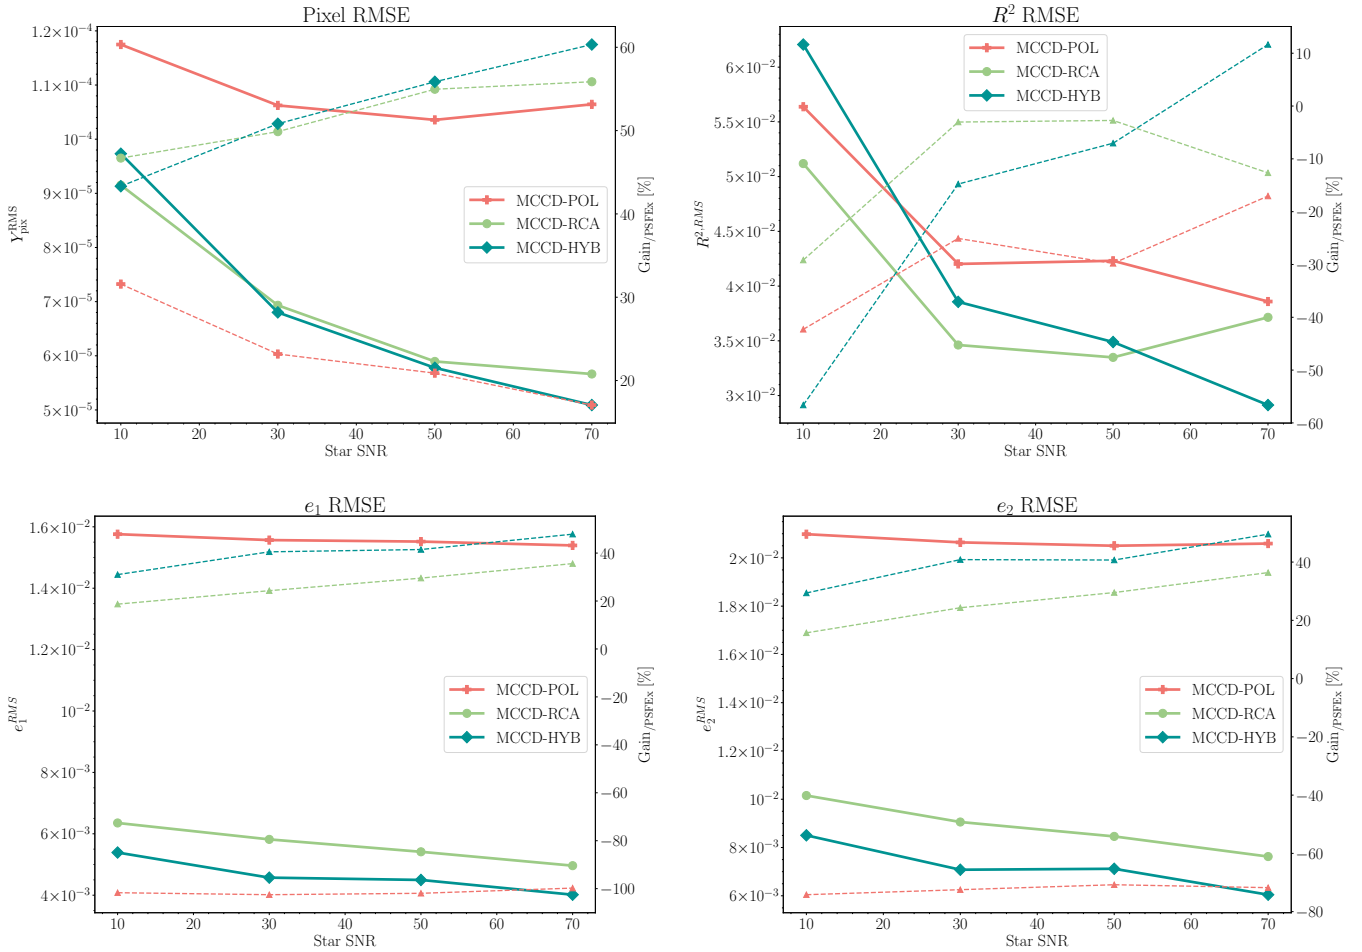 Pixel RMSE
1.2×10⁻⁴
1.1×10⁻⁴
10⁻⁴
9×10⁻⁵
8×10⁻⁵
7×10⁻⁵
6×10⁻⁵
5×10⁻⁵
Y_pix^RMS
10 20 30 40 50 60 70
Star SNR
60
50
40
30
20
Gain/PSFEx [%]
MCCD-POL
MCCD-RCA
MCCD-HYB
R² RMSE
6×10⁻²
5.5×10⁻²
5×10⁻²
4.5×10⁻²
4×10⁻²
3.5×10⁻²
3×10⁻²
R^2,RMS
10 20 30 40 50 60 70
Star SNR
10
0
−10
−20
−30
−40
−50
−60
Gain/PSFEx [%]
MCCD-POL
MCCD-RCA
MCCD-HYB
e₁ RMSE
1.6×10⁻²
1.4×10⁻²
1.2×10⁻²
10⁻²
8×10⁻³
6×10⁻³
4×10⁻³
e₁^RMS
10 20 30 40 50 60 70
Star SNR
40
20
0
−20
−40
−60
−80
−100
Gain/PSFEx [%]
MCCD-POL
MCCD-RCA
MCCD-HYB
e₂ RMSE
2×10⁻²
1.8×10⁻²
1.6×10⁻²
1.4×10⁻²
1.2×10⁻²
10⁻²
8×10⁻³
6×10⁻³
e₂^RMS
10 20 30 40 50 60 70
Star SNR
40
20
0
−20
−40
−60
−80
Gain/PSFEx [%]
MCCD-POL
MCCD-RCA
MCCD-HYB